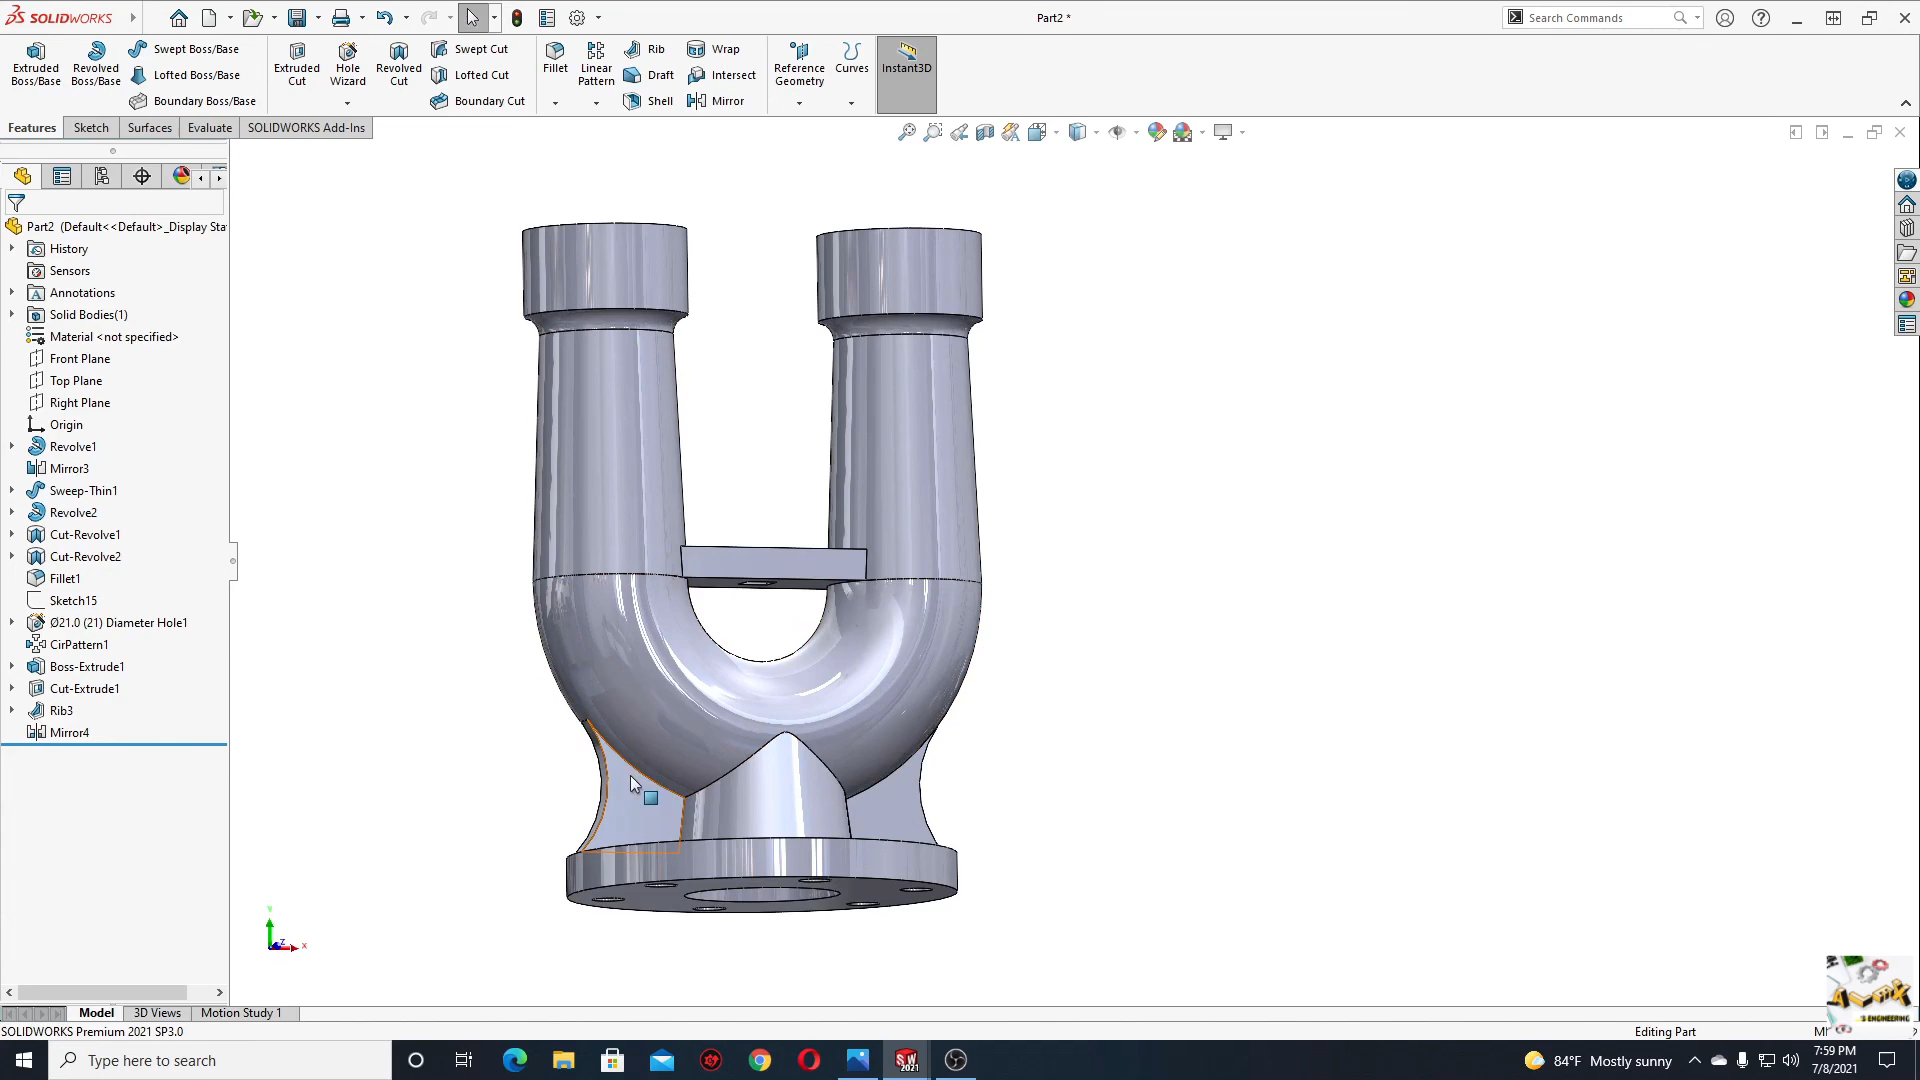 SOLIDWORKS
Part2 *
Search Commands
Extruded
Boss/Base
Revolved
Boss/Base
Swept Boss/Base
Lofted Boss/Base
Boundary Boss/Base
Extruded
Cut
Hole
Wizard
Revolved
Cut
Swept Cut
Lofted Cut
Boundary Cut
Fillet
Linear
Pattern
Rib
Draft
Shell
Wrap
Intersect
Mirror
Reference
Geometry
Curves
Instant3D
Features
Sketch
Surfaces
Evaluate
SOLIDWORKS Add-Ins
Part2 (Default<<Default>_Display Sta
History
Sensors
Annotations
Solid Bodies(1)
Material <not specified>
Front Plane
Top Plane
Right Plane
Origin
Revolve1
Mirror3
Sweep-Thin1
Revolve2
Cut-Revolve1
Cut-Revolve2
Fillet1
Sketch15
Ø21.0 (21) Diameter Hole1
CirPattern1
Boss-Extrude1
Cut-Extrude1
Rib3
Mirror4
Y
Z
X
Model
3D Views
Motion Study 1
SOLIDWORKS Premium 2021 SP3.0
Editing Part
Type here to search
SW
2021
84°F Mostly sunny
7:59 PM
7/8/2021